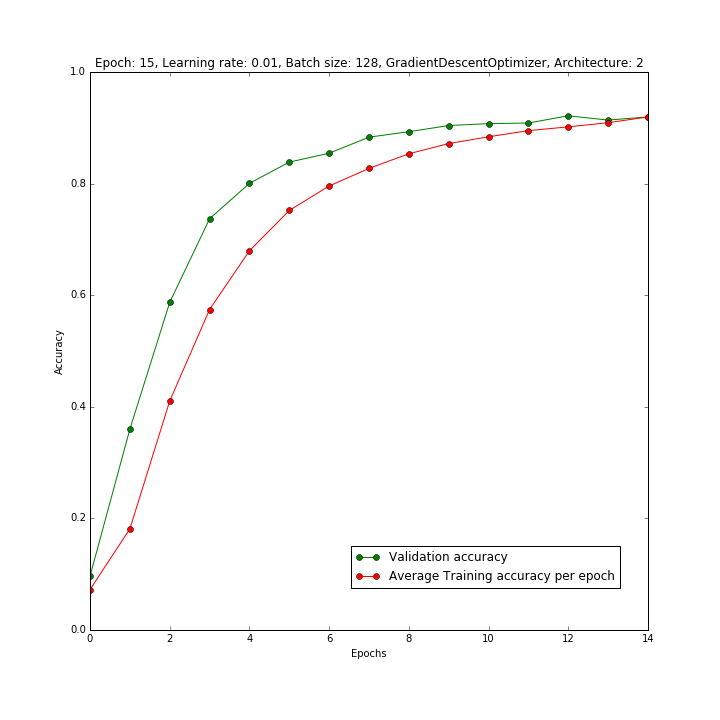 Epoch: 15, Learning rate: 0.01, Batch size: 128, GradientDescentOptimizer, Architecture: 2
1.0
0.8
0.6
0.4
0.2
0.0
Accuracy
Validation accuracy
Average Training accuracy per epoch
0 2 4 6 8 10 12 14
Epochs